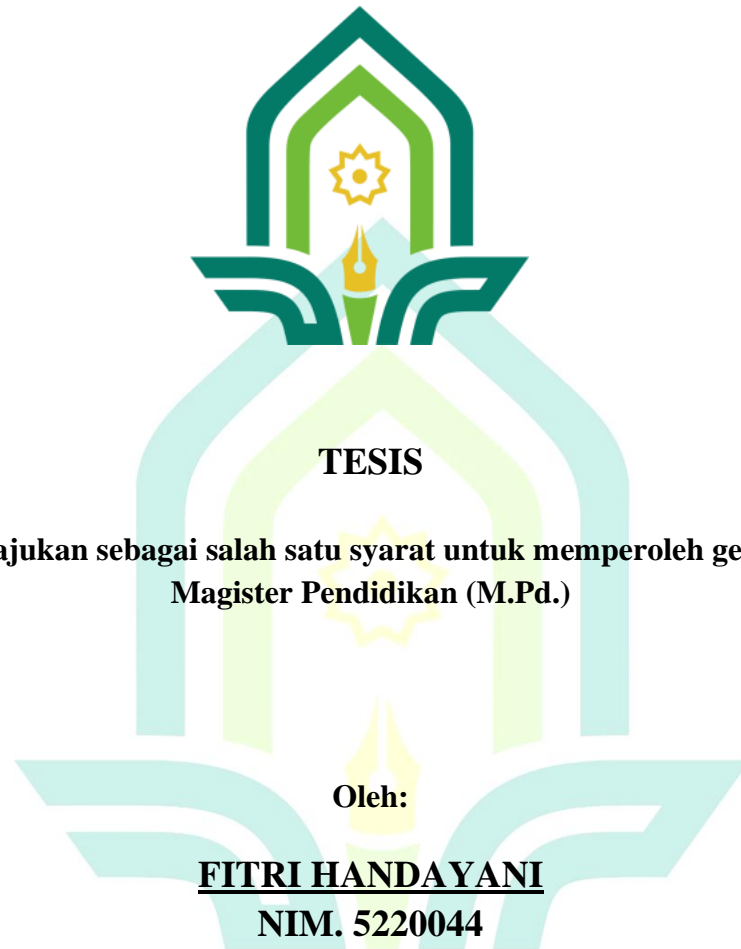 TESIS
ajukan sebagai salah satu syarat untuk memperoleh ge
Magister Pendidikan (M.Pd.)
Oleh:
FITRI HANDAYANI
NIM. 5220044